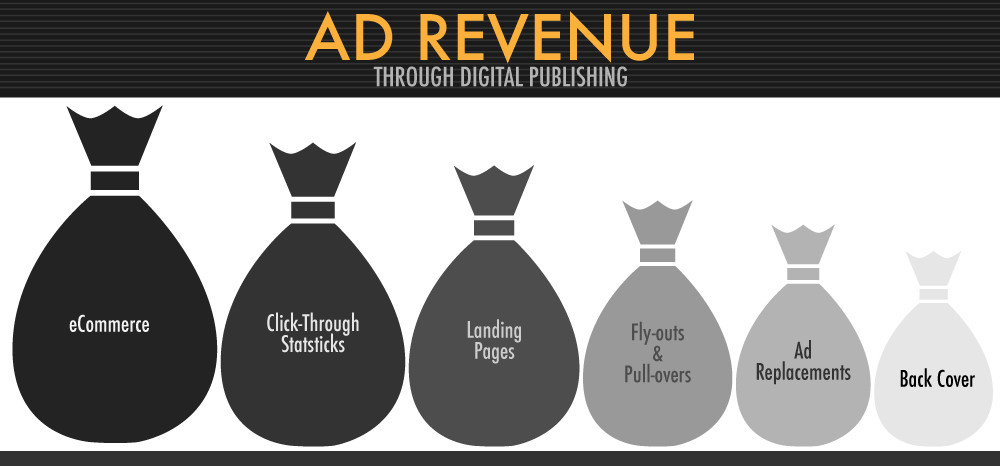 AD REVENUE
THROUGH DIGITAL PUBLISHING
eCommerce
Click-Through
Statsticks
Landing
Pages
Fly-outs
&
Pull-overs
Ad
Replacements
Back Cover